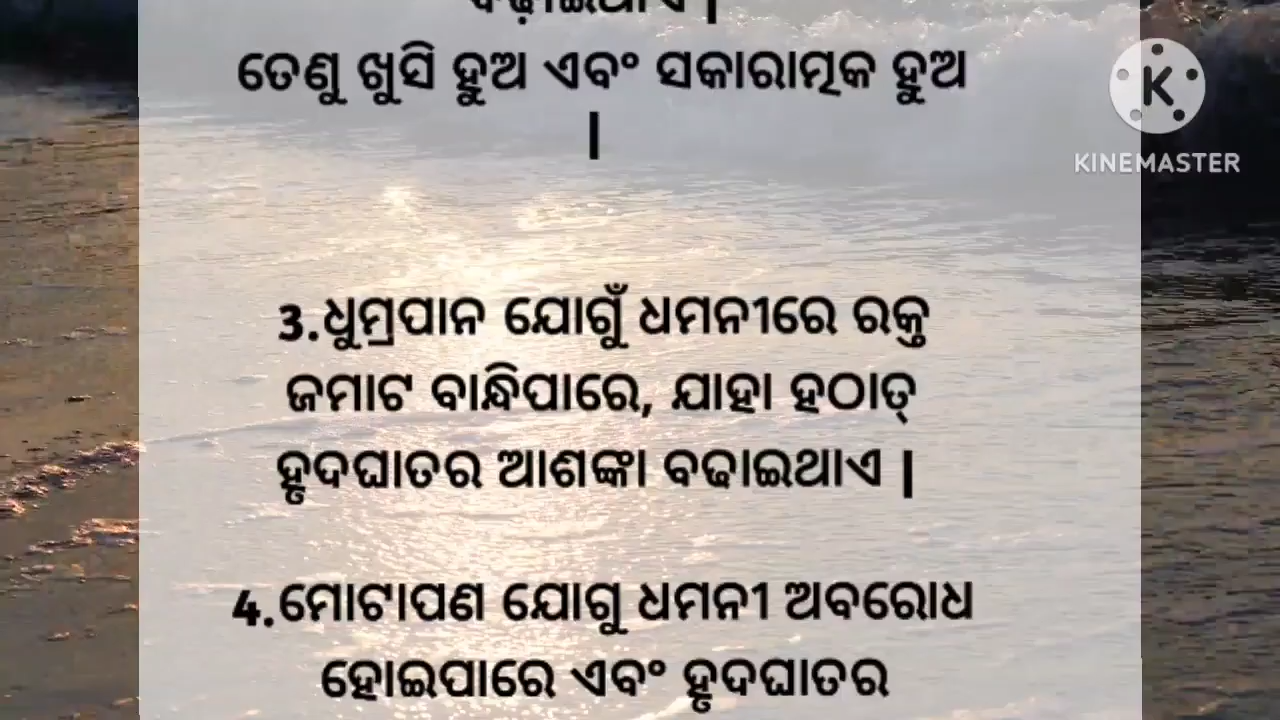 ତେଣୁ ଖୁସି ହୁଅ ଏବଂ ସକାରାତ୍ମକ ହୁଅ
|
3.ଧୁମ୍ରପାନ ଯୋଗୁଁ ଧମନୀରେ ରକ୍ତ
ଜମାଟ ବାନ୍ଧିପାରେ, ଯାହା ହଠାତ୍
ହୃଦଘାତର ଆଶଙ୍କା ବଢାଇଥାଏ |
4.ମୋଟାପଣ ଯୋଗୁ ଧମନୀ ଅବରୋଧ
ହୋଇପାରେ ଏବଂ ହୃଦଘାତର
K
KINEMASTER